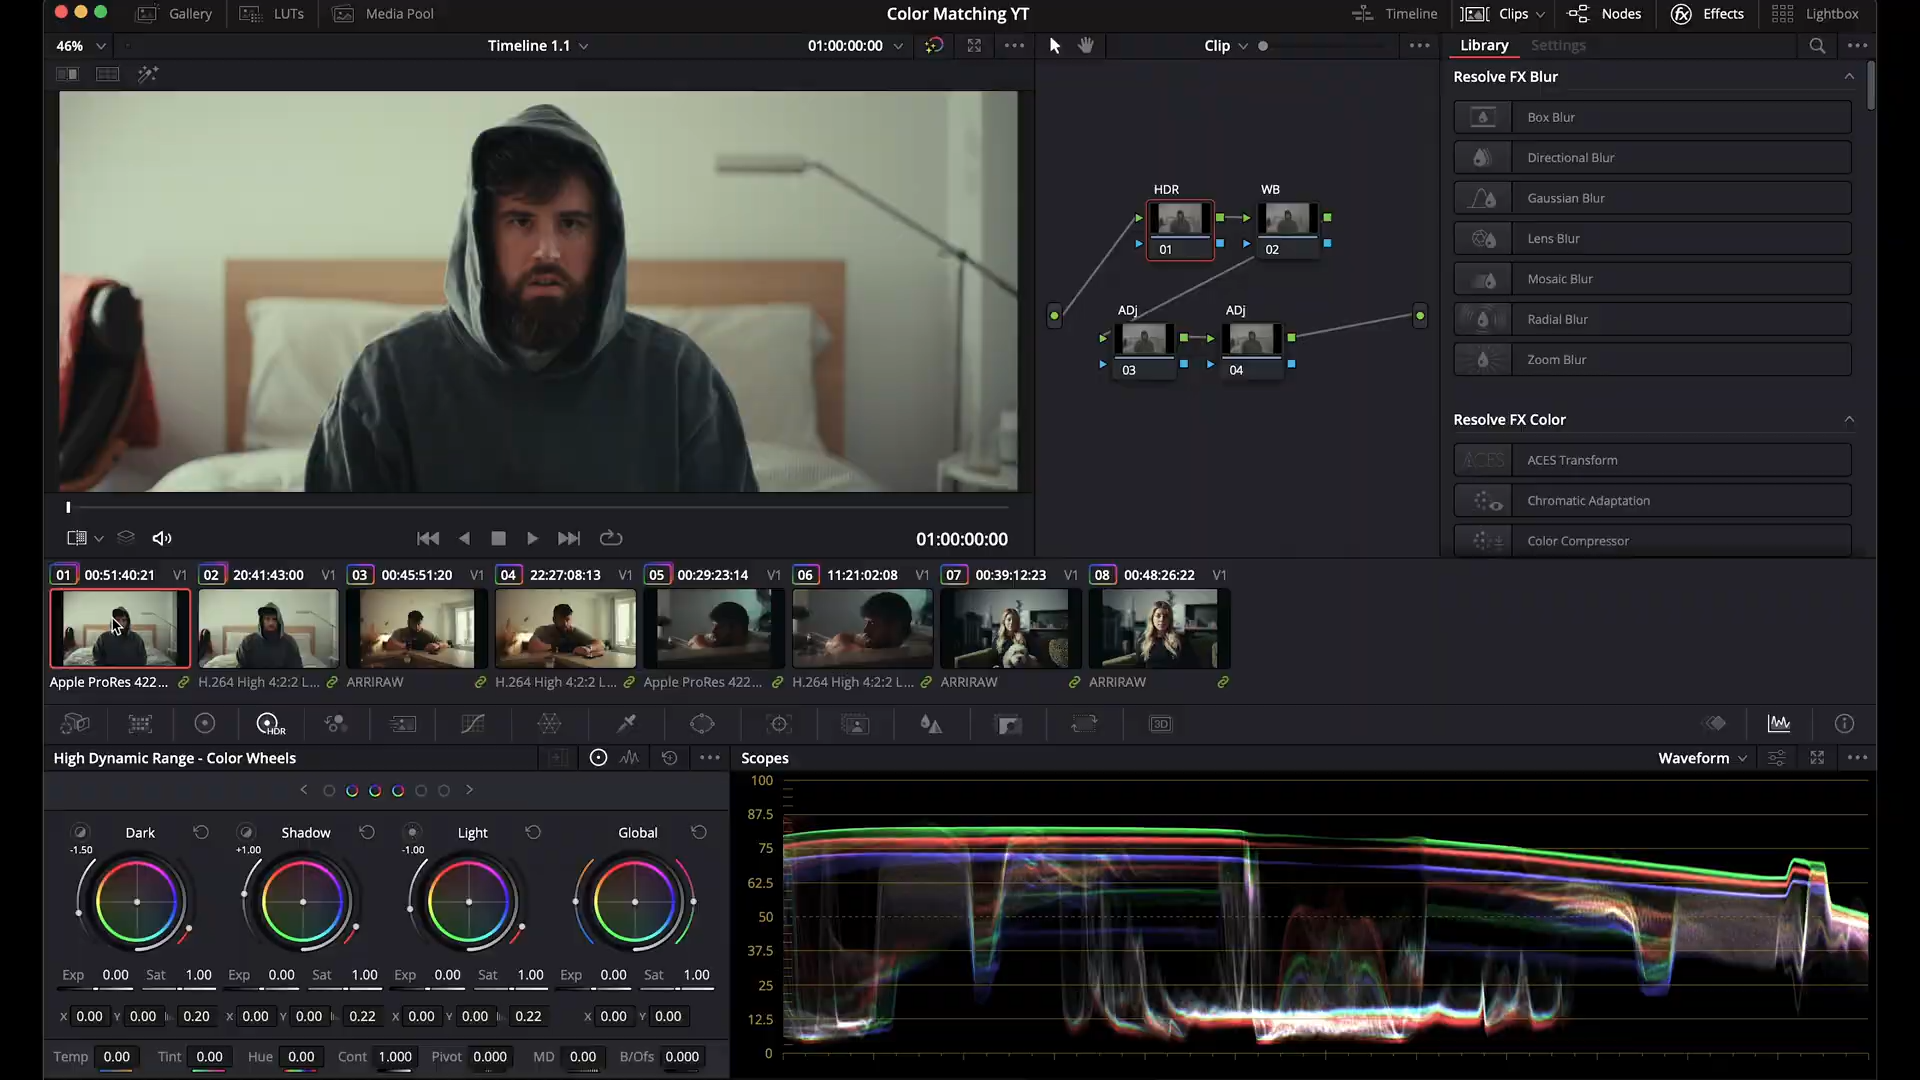 Gallery LUTs Media Pool Color Matching YT Timeline Clips Nodes Effects Lightbox
46% Timeline 1.1 01:00:00:00 Clip Library Settings
Resolve FX Blur
Box Blur
Directional Blur
Gaussian Blur
Lens Blur
Mosaic Blur
Radial Blur
Zoom Blur
Resolve FX Color
ACES ACES Transform
Chromatic Adaptation
Color Compressor
HDR WB
01 02
ADj ADj
03 04
01:00:00:00
01 00:51:40:21 V1 02 20:41:43:00 V1 03 00:45:51:20 V1 04 22:27:08:13 V1 05 00:29:23:14 V1 06 11:21:02:08 V1 07 00:39:12:23 V1 08 00:48:26:22 V1
Apple ProRes 422... H.264 High 4:2:2 L... ARRIRAW H.264 High 4:2:2 L... Apple ProRes 422... H.264 High 4:2:2 L... ARRIRAW ARRIRAW
HDR 3D
High Dynamic Range - Color Wheels
Dark Shadow Light Global
-1.50 +1.00 -1.00
Exp 0.00 Sat 1.00 Exp 0.00 Sat 1.00 Exp 0.00 Sat 1.00 Exp 0.00 Sat 1.00
X 0.00 Y 0.00 0.20 X 0.00 Y 0.00 0.22 X 0.00 Y 0.00 0.22 X 0.00 Y 0.00
Temp 0.00 Tint 0.00 Hue 0.00 Cont 1.000 Pivot 0.000 MD 0.00 B/Ofs 0.000
Scopes Waveform
100
87.5
75
62.5
50
37.5
25
12.5
0